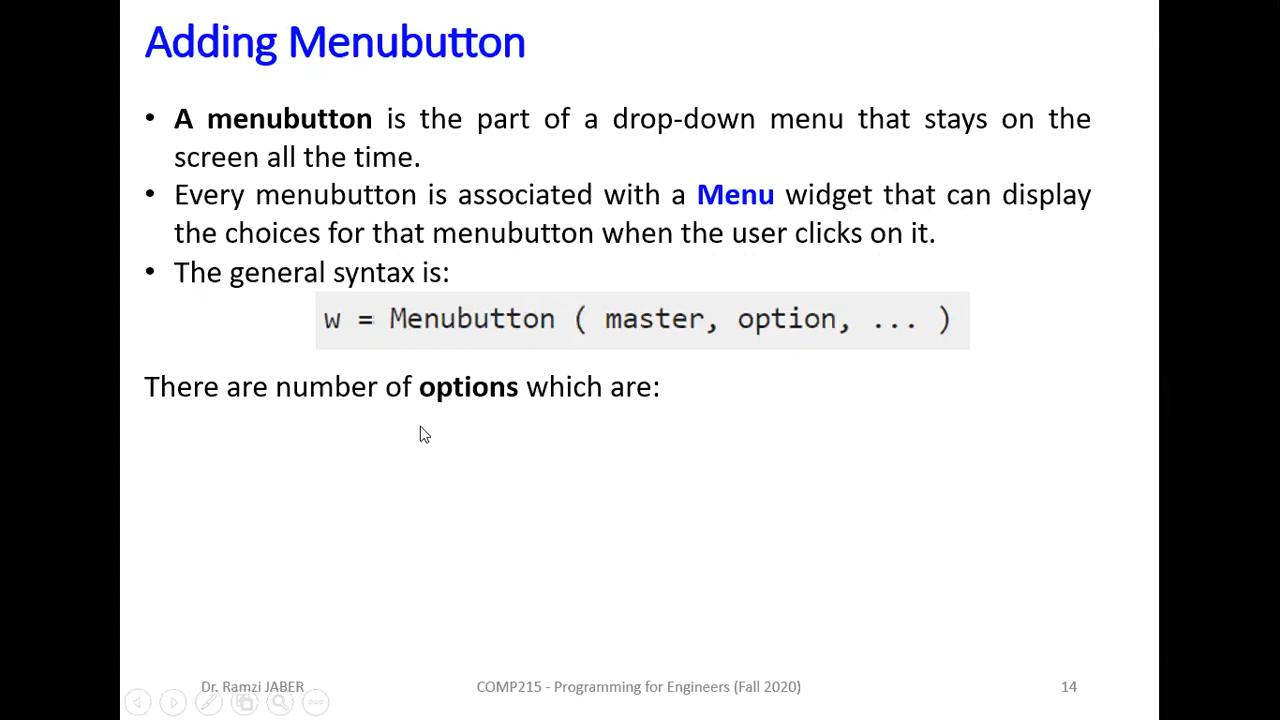 Adding Menubutton
• A menubutton is the part of a drop-down menu that stays on the
screen all the time.
• Every menubutton is associated with a Menu widget that can display
the choices for that menubutton when the user clicks on it.
• The general syntax is:
w = Menubutton ( master, option, ... )
There are number of options which are:
Dr. Ramzi JABER
COMP215 - Programming for Engineers (Fall 2020)
14